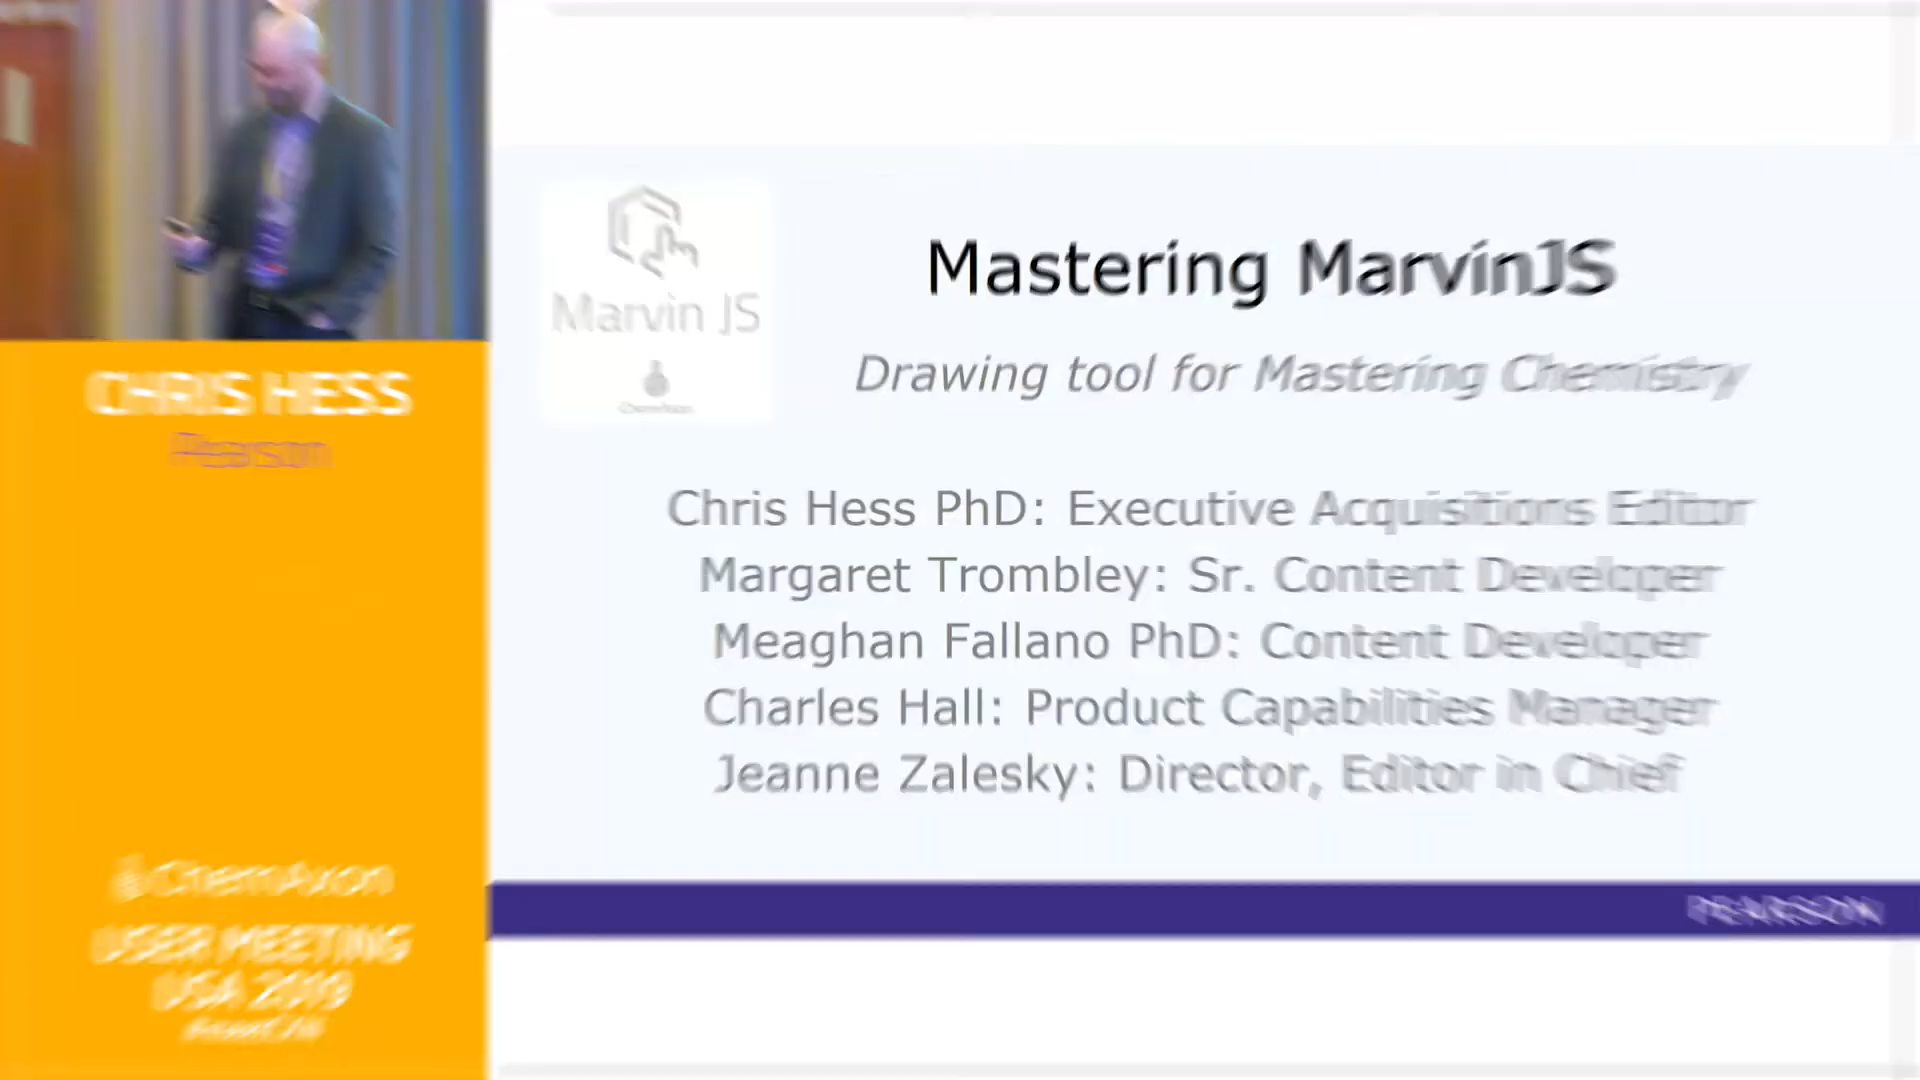 CHRIS HESS
Pearson
ChemAxon
USER MEETING
USA 2019
Marvin JS
ChemAxon
Mastering MarvinJS
Drawing tool for Mastering Chemistry
Chris Hess PhD: Executive Acquisitions Editor
Margaret Trombley: Sr. Content Developer
Meaghan Fallano PhD: Content Developer
Charles Hall: Product Capabilities Manager
Jeanne Zalesky: Director, Editor in Chief
PEARSON